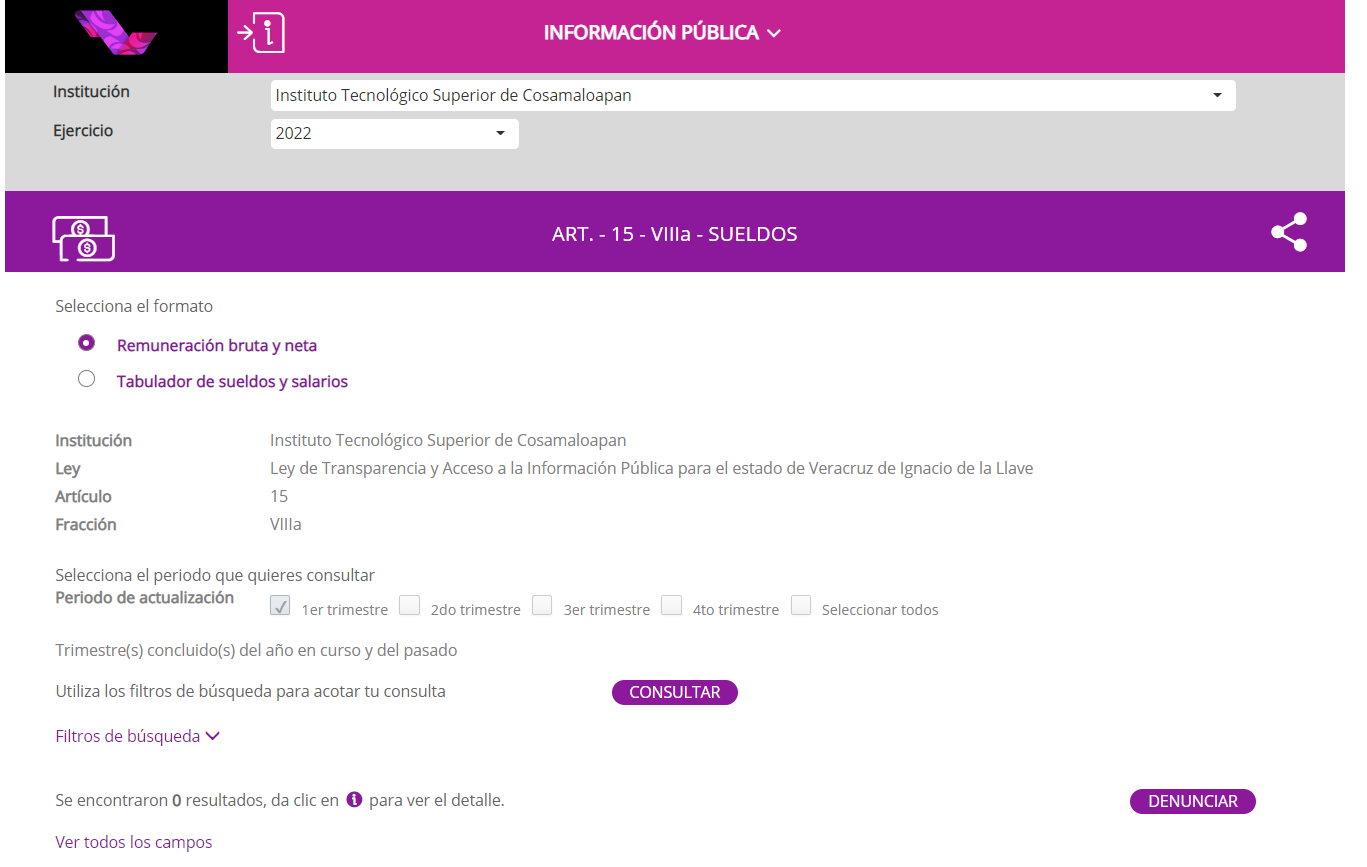 INFORMACIÓN PÚBLICA
Institución Instituto Tecnológico Superior de Cosamaloapan
Ejercicio 2022
ART. - 15 - VIIIa - SUELDOS
Selecciona el formato
Remuneración bruta y neta
Tabulador de sueldos y salarios
Institución Instituto Tecnológico Superior de Cosamaloapan
Ley Ley de Transparencia y Acceso a la Información Pública para el estado de Veracruz de Ignacio de la Llave
Artículo 15
Fracción VIIIa
Selecciona el periodo que quieres consultar
Periodo de actualización 1er trimestre 2do trimestre 3er trimestre 4to trimestre Seleccionar todos
Trimestre(s) concluido(s) del año en curso y del pasado
Utiliza los filtros de búsqueda para acotar tu consulta CONSULTAR
Filtros de búsqueda
Se encontraron 0 resultados, da clic en i para ver el detalle. DENUNCIAR
Ver todos los campos